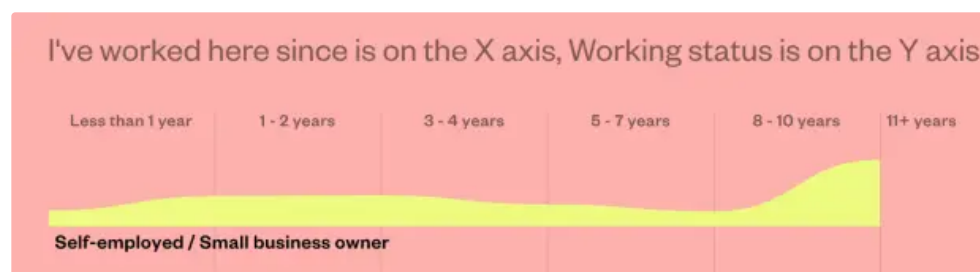 I've worked here since is on the X axis, Working status is on the Y axis
Less than 1 year 1 - 2 years 3 - 4 years 5 - 7 years 8 - 10 years 11+ years
Self-employed / Small business owner